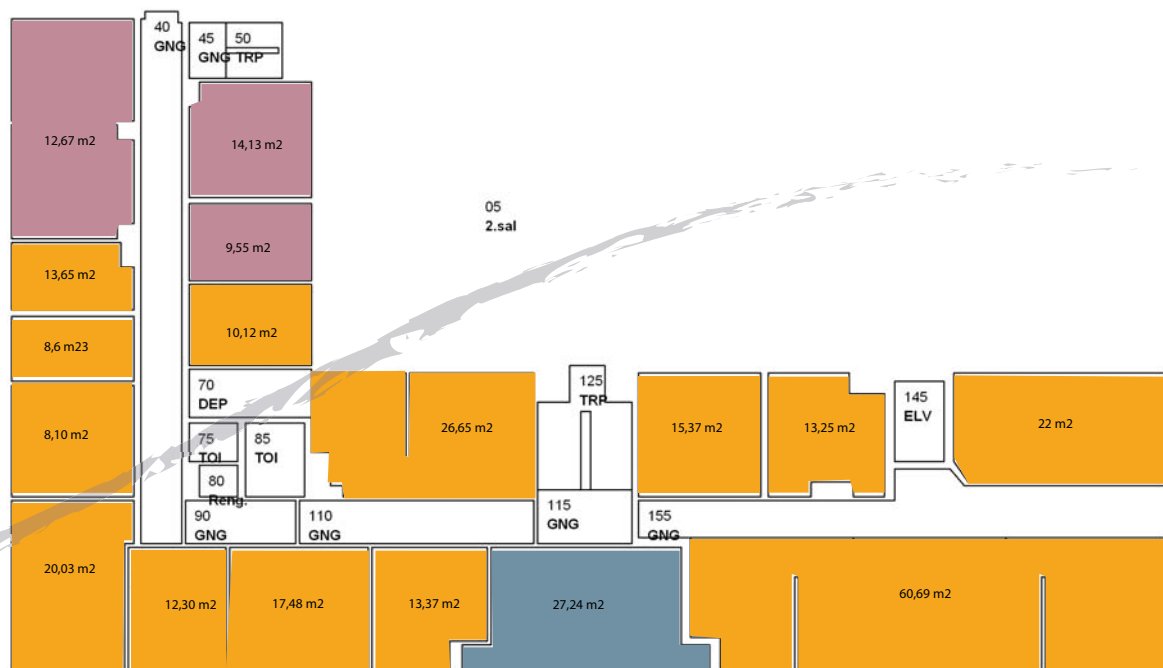 40
GNG
45
GNG
50
TRP
12,67 m2
14,13 m2
05
2.sal
9,55 m2
13,65 m2
10,12 m2
8,6 m23
70
DEP
125
TRP
145
ELV
8,10 m2
75
TOI
85
TOI
26,65 m2
15,37 m2
13,25 m2
22 m2
80
Reng.
90
GNG
110
GNG
115
GNG
155
GNG
20,03 m2
12,30 m2
17,48 m2
13,37 m2
27,24 m2
60,69 m2